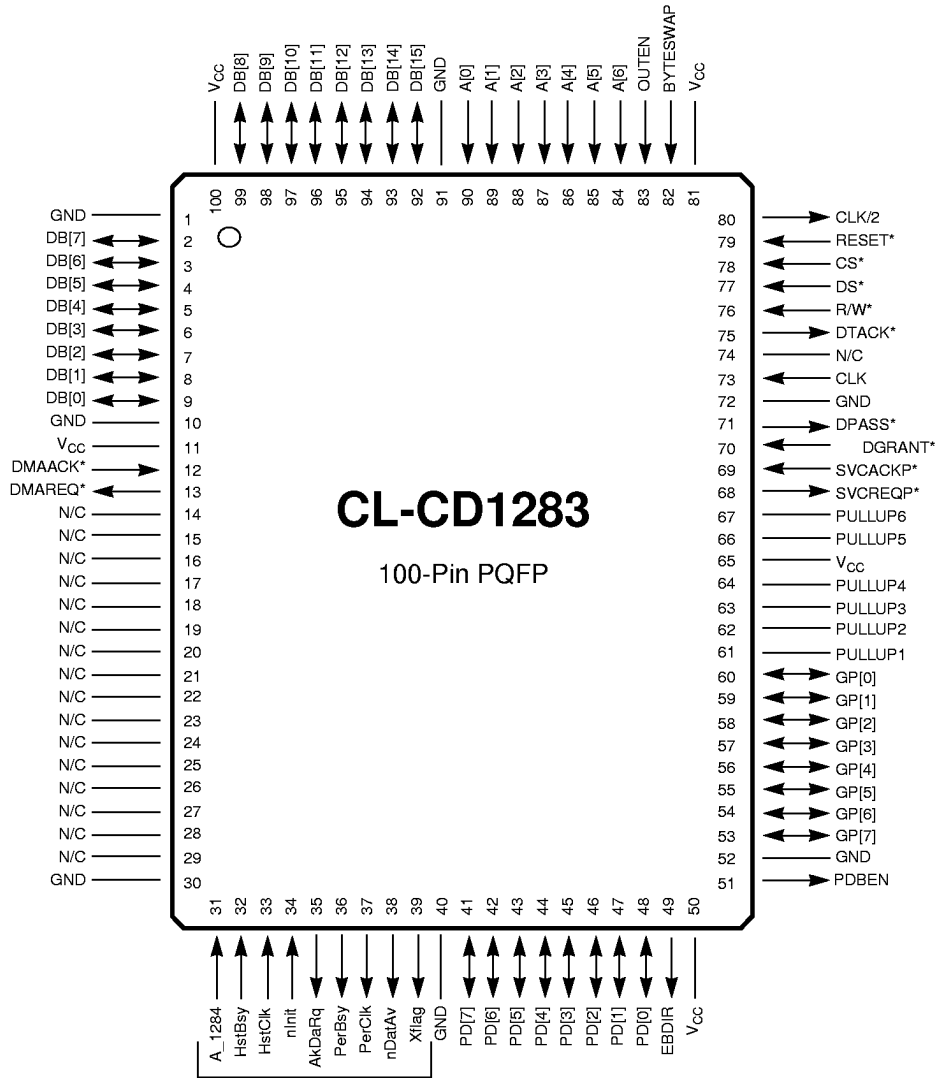 VCC
DB[8]
DB[9]
DB[10]
DB[11]
DB[12]
DB[13]
DB[14]
DB[15]
GND
A[0]
A[1]
A[2]
A[3]
A[4]
A[5]
A[6]
OUTEN
BYTESWAP
VCC
100
99
98
97
96
95
94
93
92
91
90
89
88
87
86
85
84
83
82
81
GND 1
DB[7] 2
DB[6] 3
DB[5] 4
DB[4] 5
DB[3] 6
DB[2] 7
DB[1] 8
DB[0] 9
GND 10
VCC 11
DMAACK* 12
DMAREQ* 13
N/C 14
N/C 15
N/C 16
N/C 17
N/C 18
N/C 19
N/C 20
N/C 21
N/C 22
N/C 23
N/C 24
N/C 25
N/C 26
N/C 27
N/C 28
N/C 29
GND 30
CL-CD1283
100-Pin PQFP
80 CLK/2
79 RESET*
78 CS*
77 DS*
76 R/W*
75 DTACK*
74 N/C
73 CLK
72 GND
71 DPASS*
70 DGRANT*
69 SVCACKP*
68 SVCREQP*
67 PULLUP6
66 PULLUP5
65 VCC
64 PULLUP4
63 PULLUP3
62 PULLUP2
61 PULLUP1
60 GP[0]
59 GP[1]
58 GP[2]
57 GP[3]
56 GP[4]
55 GP[5]
54 GP[6]
53 GP[7]
52 GND
51 PDBEN
31
32
33
34
35
36
37
38
39
40
41
42
43
44
45
46
47
48
49
50
A_1284
HstBsy
HstClk
nInit
AkDaRq
PerBsy
PerClk
nDatAv
Xflag
GND
PD[7]
PD[6]
PD[5]
PD[4]
PD[3]
PD[2]
PD[1]
PD[0]
EBDIR
VCC